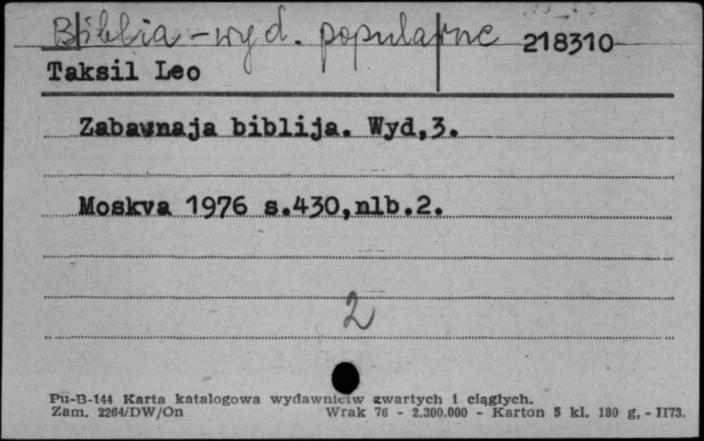 Biblia - wyd. popularne 218310
Taksil Leo
Zabavnaja biblija. Wyd,3.
Moskva 1976 s.430,nlb.2.
2
Pu-B-144 Karta katalogowa wydawnictw zwartych i ciągłych.
Zam. 2264/DW/On Wrak 76 - 2.300.000 - Karton 5 kl. 180 g, - II73.